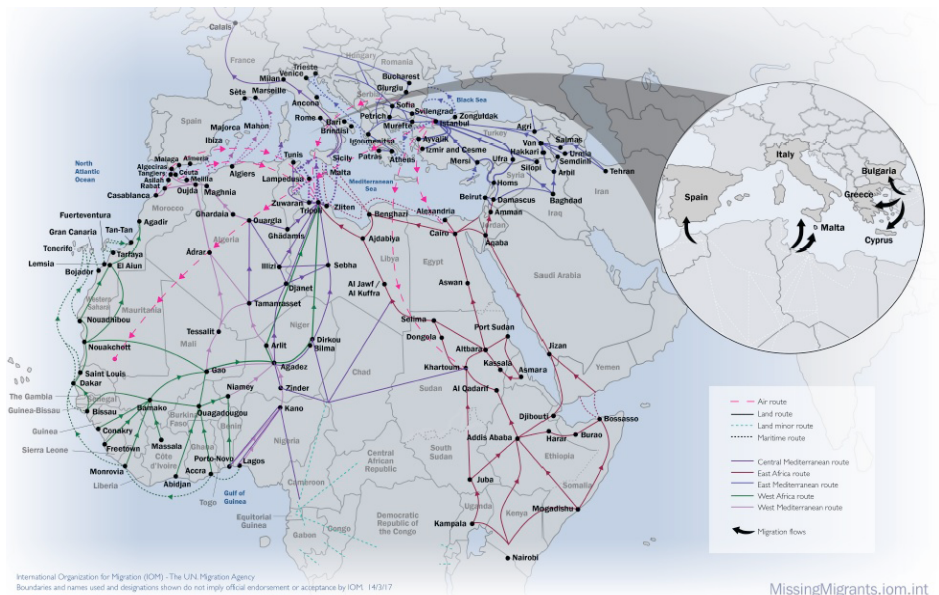 Calais
France
Hungary
Romania
Trieste
Venice
Milan
Bucharest
Giurgiu
Serbia
Sète
Marseille
Ancona
Sofia
Svilengrad
Black Sea
Zonguldak
Rome
Bari
Petrich
Istanbul
Brindisi
Spain
Majorca
Mahon
Igoumenitsa
Ayvalik
Turkey
Agri
Ibiza
Izmir and Cesme
Van
Salmas
Malaga
Almeria
Tunis
Sicily
Patras
Athens
Hakkari
Urmia
Algeciras
Ceuta
Mersi
Ufra
Silopi
Semdinli
Tangiers
Melilla
Algiers
Lampedusa
Malta
Syria
Arbil
Tehran
Asilah
Rabat
Oujda
Mediterranean
Sea
Homs
Iran
North
Atlantic
Ocean
Casablanca
Maghnia
Zuwaran
Zliten
Beirut
Damascus
Baghdad
Morocco
Tripoli
Benghazi
Alexandria
Amman
Iraq
Fuerteventura
Agadir
Ghardaia
Ouargla
Cairo
Jordan
Gran Canaria
Tan-Tan
Ghādamis
Ajdabiya
Aqaba
Tenerife
Tarfaya
Algeria
Adrar
Libya
Egypt
Lemsia
El Aiun
Illizi
Sebha
Saudi Arabia
Bojador
Djanet
Al Jawf /
Al Kuffra
Aswan
Western
Sahara
Mauritania
Tamanrasset
Nouadhibou
Tessalit
Niger
Selima
Port Sudan
Mali
Dongela
Nouakchott
Arlit
Dirkou
Bilma
Altbara
Jizan
Gao
Agadez
Chad
Khartoum
Kassala
Asmara
Yemen
Saint Louis
Dakar
Niamey
Zinder
Sudan
Al Qadarif
The Gambia
Senegal
Guinea-Bissau
Bissau
Bamako
Burkina
Faso
Ouagadougou
Kano
Djibouti
Bossasso
Guinea
Conakry
Benin
Nigeria
Addis Ababa
Harar
Burao
Sierra Leone
Freetown
Massala
Ghana
Côte
d'Ivoire
Porto-Novo
Lagos
Central
African
Republic
South
Sudan
Ethiopia
Monrovia
Accra
Liberia
Abidjan
Togo
Gulf of
Guinea
Cameroon
Juba
Somalia
Equitorial
Guinea
Democratic
Republic of
the Congo
Uganda
Kenya
Mogadishu
Gabon
Congo
Kampala
Nairobi
Italy
Bulgaria
Spain
Greece
Malta
Cyprus
Air route
Land route
Land minor route
Maritime route
Central Mediterranean route
East Africa route
East Mediterranean route
West Africa route
West Mediterranean route
Migration flows
International Organization for Migration (IOM) - The U.N. Migration Agency
Boundaries and names used and designations shown do not imply official endorsement or acceptance by IOM. 14/3/17
MissingMigrants.iom.int